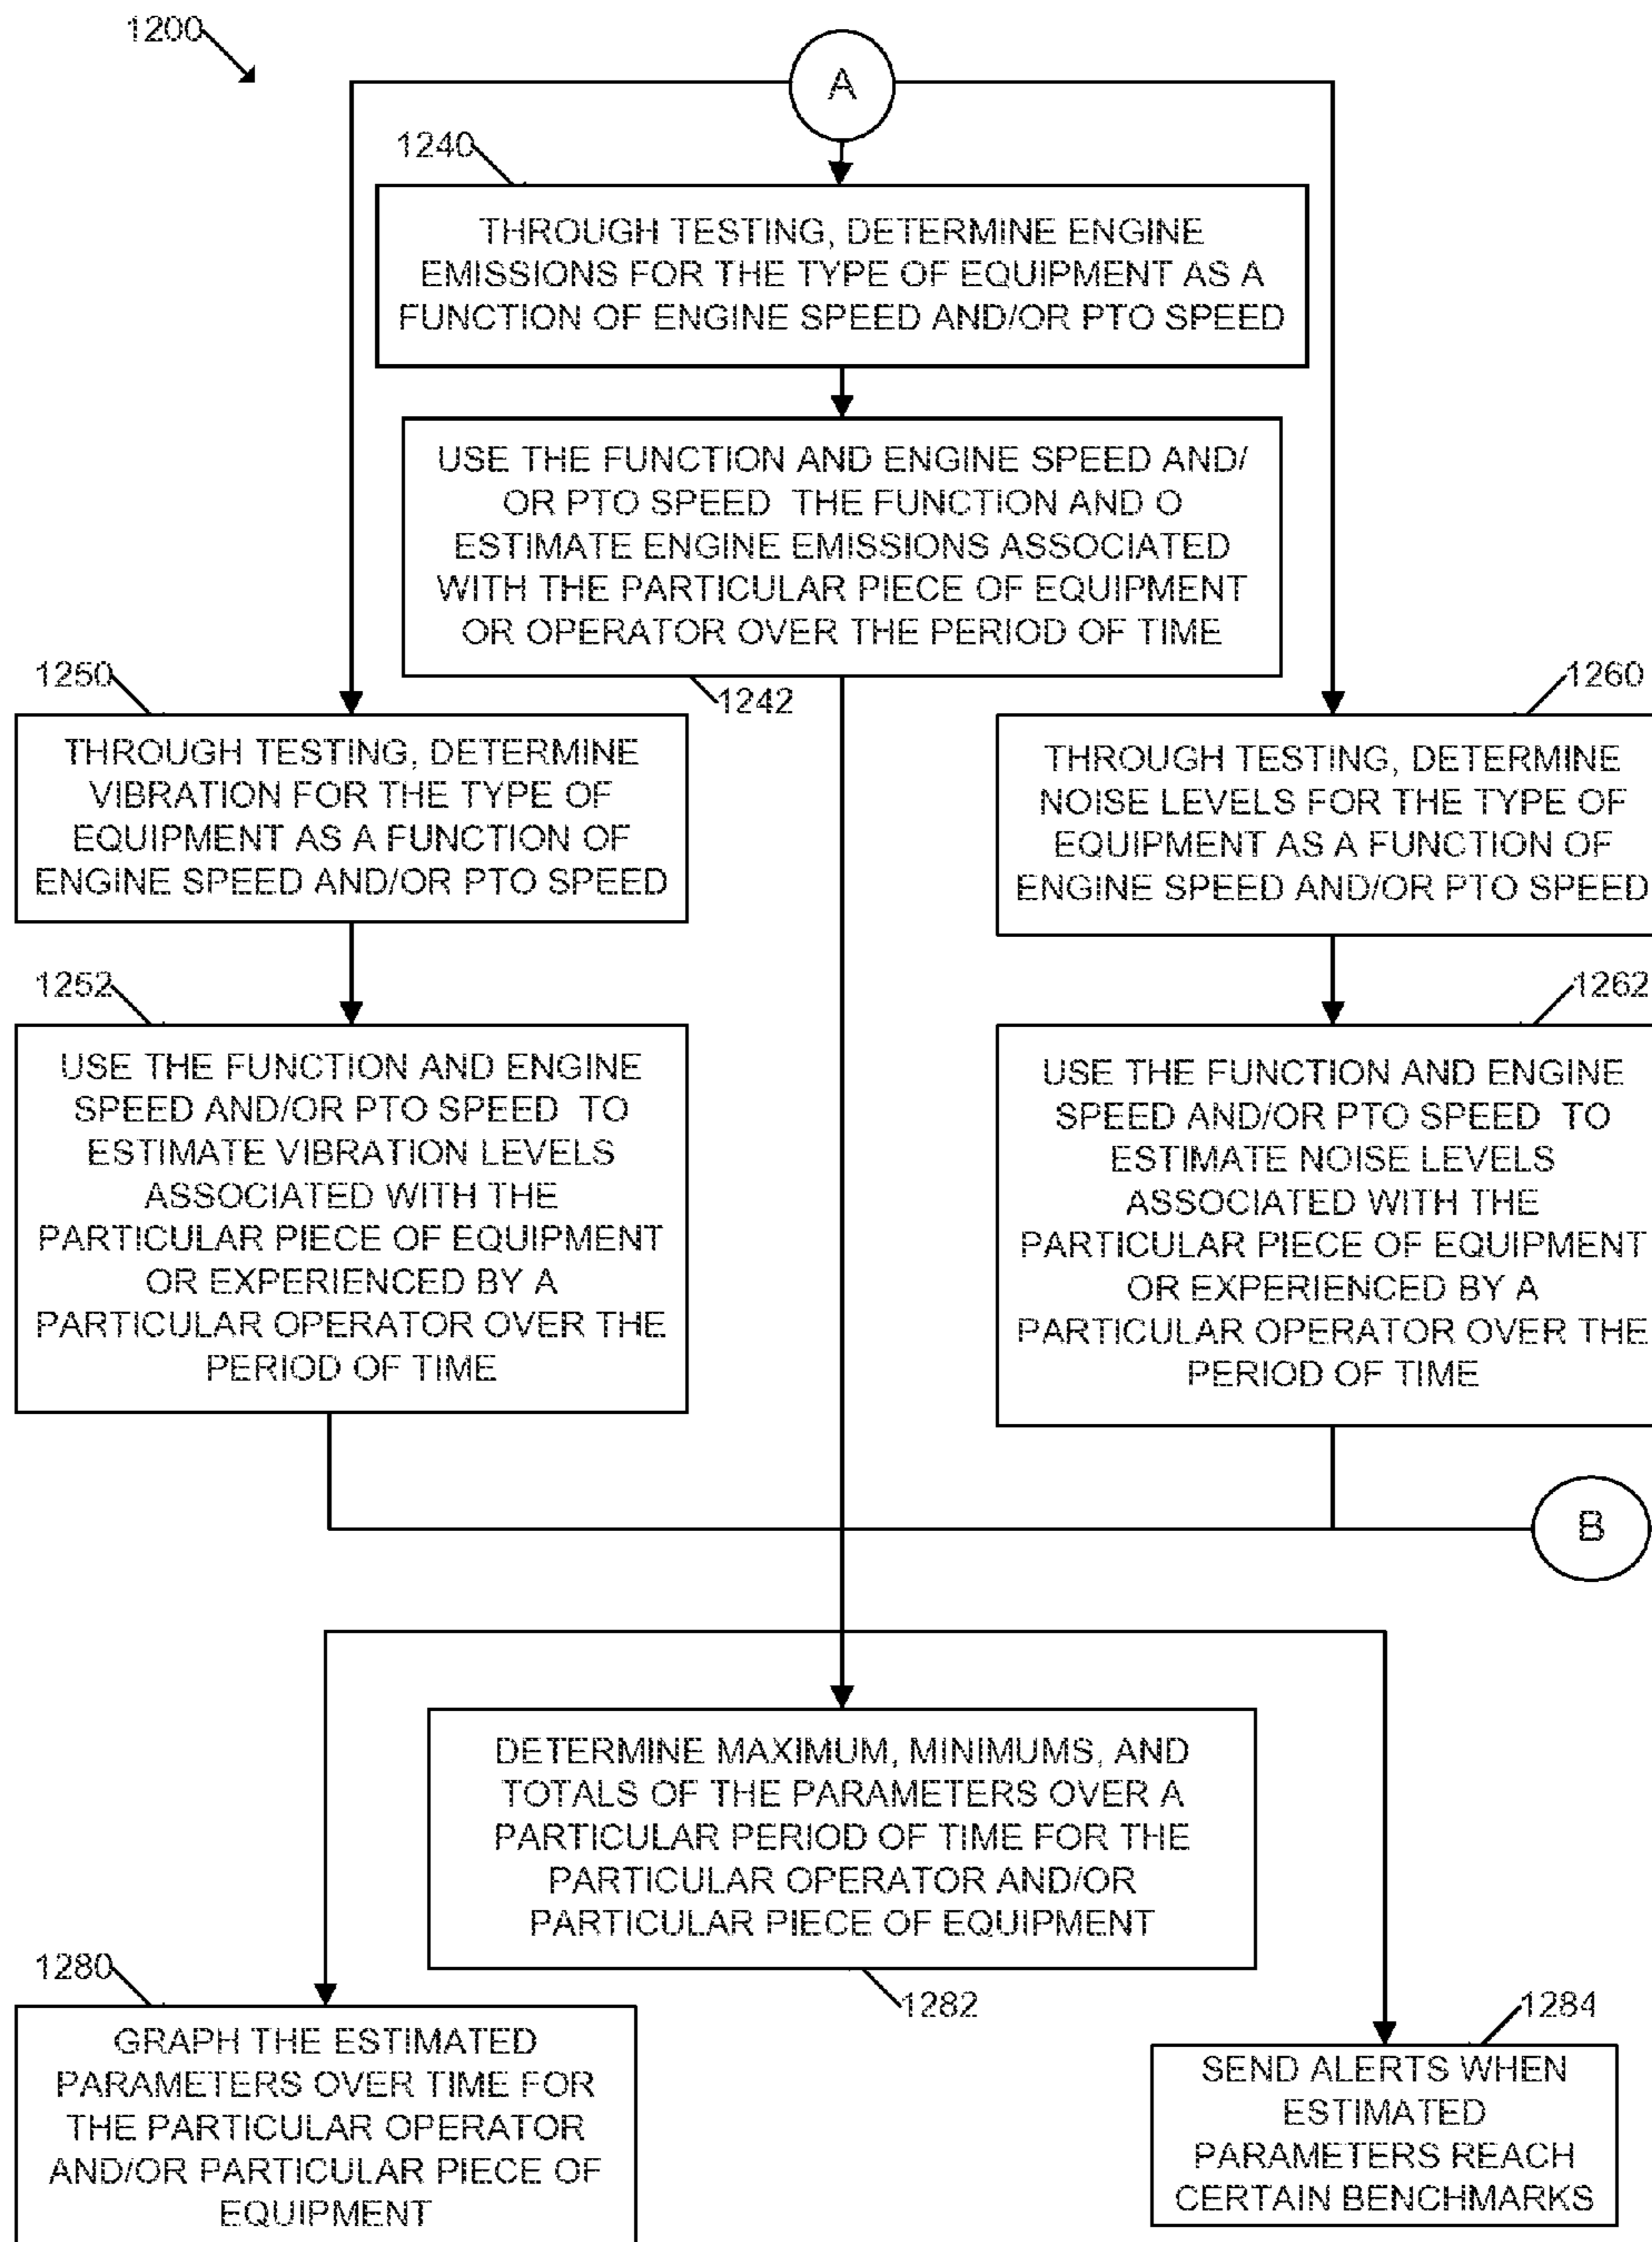 1200
A
1240
THROUGH TESTING, DETERMINE ENGINE
EMISSIONS FOR THE TYPE OF EQUIPMENT AS A
FUNCTION OF ENGINE SPEED AND/OR PTO SPEED
USE THE FUNCTION AND ENGINE SPEED AND/
OR PTO SPEED THE FUNCTION AND O
ESTIMATE ENGINE EMISSIONS ASSOCIATED
WITH THE PARTICULAR PIECE OF EQUIPMENT
OR OPERATOR OVER THE PERIOD OF TIME
1242
1250
THROUGH TESTING, DETERMINE
VIBRATION FOR THE TYPE OF
EQUIPMENT AS A FUNCTION OF
ENGINE SPEED AND/OR PTO SPEED
1260
THROUGH TESTING, DETERMINE
NOISE LEVELS FOR THE TYPE OF
EQUIPMENT AS A FUNCTION OF
ENGINE SPEED AND/OR PTO SPEED
1252
USE THE FUNCTION AND ENGINE
SPEED AND/OR PTO SPEED TO
ESTIMATE VIBRATION LEVELS
ASSOCIATED WITH THE
PARTICULAR PIECE OF EQUIPMENT
OR EXPERIENCED BY A
PARTICULAR OPERATOR OVER THE
PERIOD OF TIME
1262
USE THE FUNCTION AND ENGINE
SPEED AND/OR PTO SPEED TO
ESTIMATE NOISE LEVELS
ASSOCIATED WITH THE
PARTICULAR PIECE OF EQUIPMENT
OR EXPERIENCED BY A
PARTICULAR OPERATOR OVER THE
PERIOD OF TIME
B
DETERMINE MAXIMUM, MINIMUMS, AND
TOTALS OF THE PARAMETERS OVER A
PARTICULAR PERIOD OF TIME FOR THE
PARTICULAR OPERATOR AND/OR
PARTICULAR PIECE OF EQUIPMENT
1282
1280
GRAPH THE ESTIMATED
PARAMETERS OVER TIME FOR
THE PARTICULAR OPERATOR
AND/OR PARTICULAR PIECE OF
EQUIPMENT
1284
SEND ALERTS WHEN
ESTIMATED
PARAMETERS REACH
CERTAIN BENCHMARKS